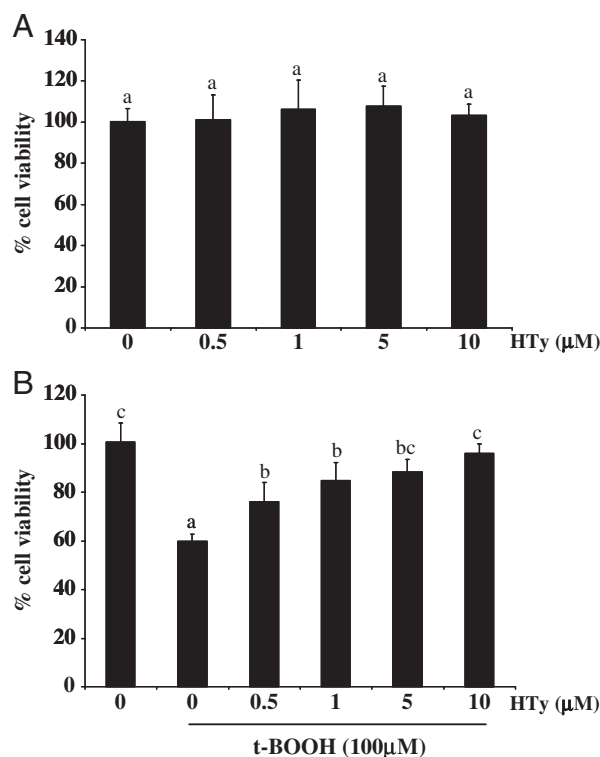 A
140
a a a a a
120
100
80
60
40
20
0
% cell viability
0 0.5 1 5 10 HTy (μM)
B
120
c a b b bc c
100
80
60
40
20
0
% cell viability
0 0 0.5 1 5 10 HTy (μM)
t-BOOH (100μM)